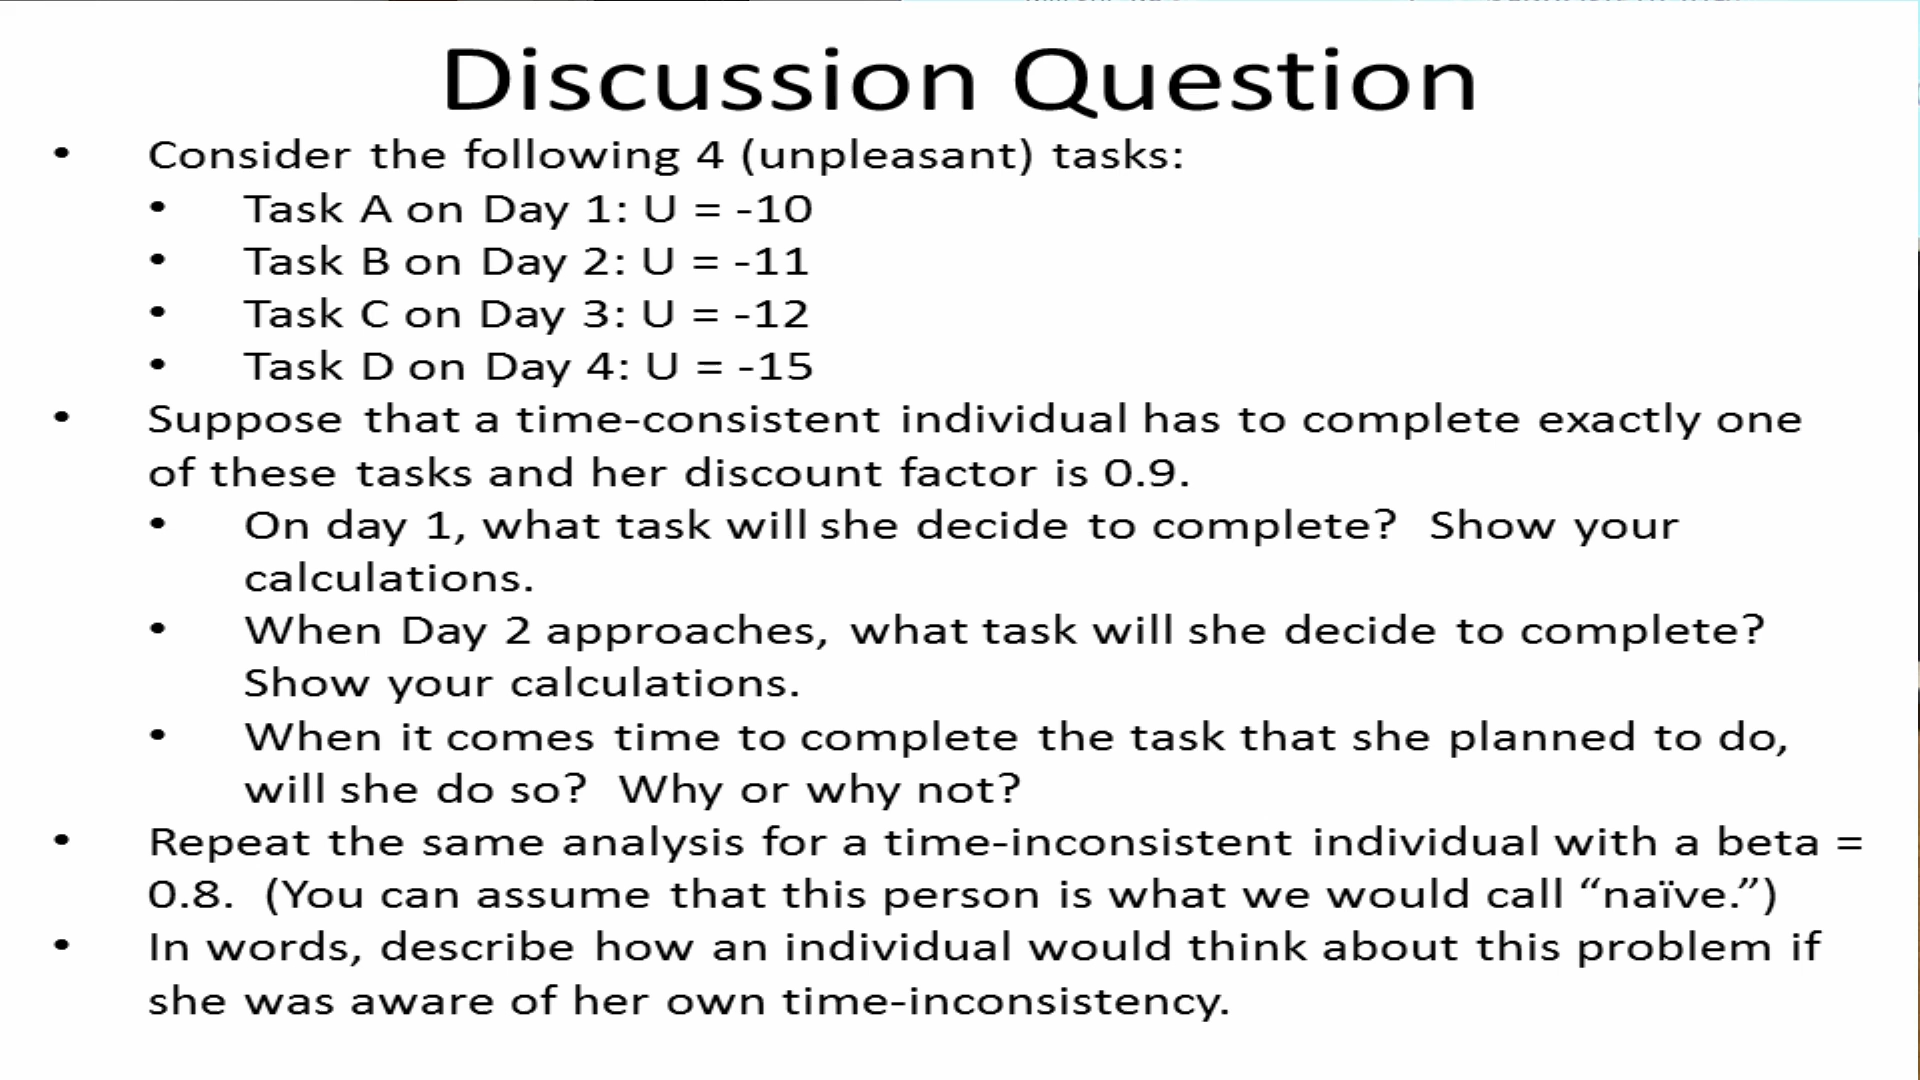 Discussion Question
• Consider the following 4 (unpleasant) tasks:
• Task A on Day 1: U = -10
• Task B on Day 2: U = -11
• Task C on Day 3: U = -12
• Task D on Day 4: U = -15
• Suppose that a time-consistent individual has to complete exactly one
of these tasks and her discount factor is 0.9.
• On day 1, what task will she decide to complete?  Show your
calculations.
• When Day 2 approaches, what task will she decide to complete?
Show your calculations.
• When it comes time to complete the task that she planned to do,
will she do so?  Why or why not?
• Repeat the same analysis for a time-inconsistent individual with a beta =
0.8.  (You can assume that this person is what we would call “naïve.”)
• In words, describe how an individual would think about this problem if
she was aware of her own time-inconsistency.